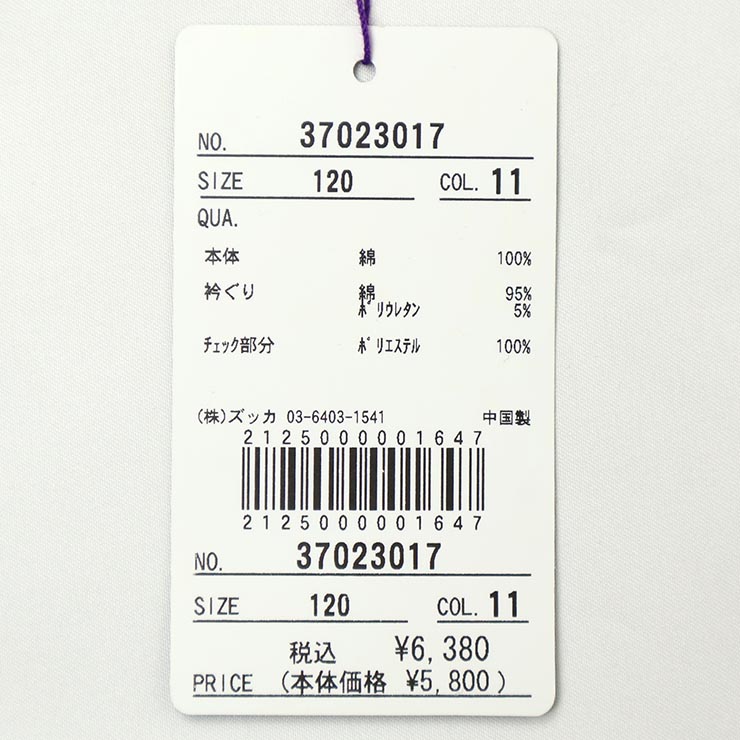 NO. 37023017
SIZE 120 COL. 11
QUA.
本体 綿 100%
衿ぐり 綿 95%
ﾎﾟﾘｳﾚﾀﾝ 5%
ﾁｪｯｸ部分 ﾎﾟﾘｴｽﾃﾙ 100%
(株)ズッカ 03-6403-1541 中国製
2125000001647
2125000001647
NO. 37023017
SIZE 120 COL. 11
税込 ¥6,380
PRICE (本体価格 ¥5,800)